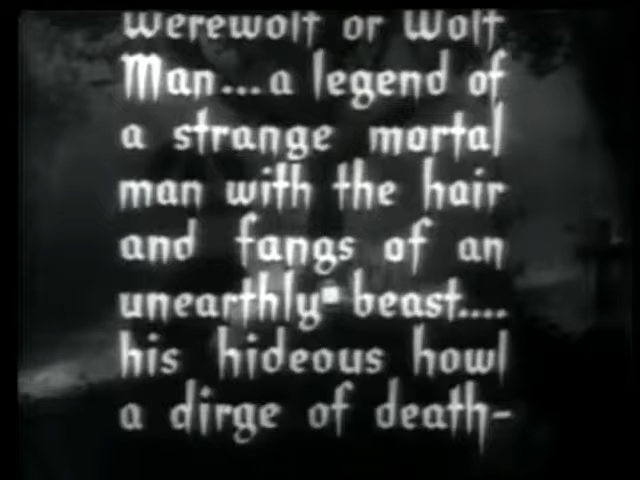 Werewolf or Wolf
Man...a legend of
a strange mortal
man with the hair
and fangs of an
unearthly beast....
his hideous howl
a dirge of death-